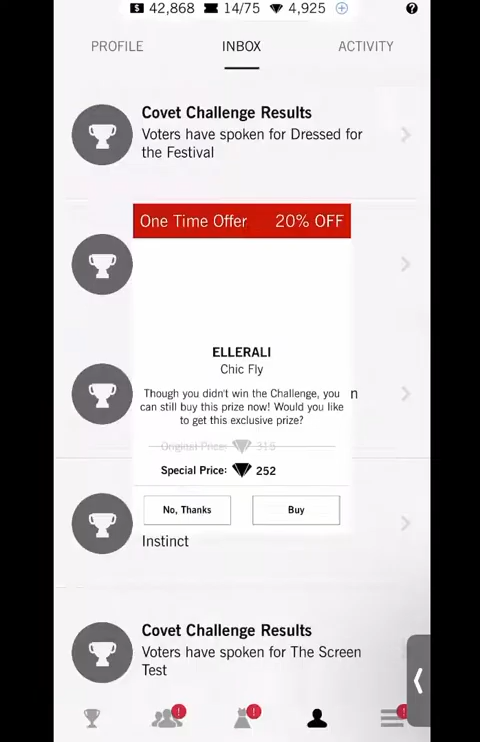 42,868 14/75 4,925
PROFILE INBOX ACTIVITY
Covet Challenge Results
Voters have spoken for Dressed for
the Festival
One Time Offer 20% OFF
ELLERALI
Chic Fly
Though you didn't win the Challenge, you
can still buy this prize now! Would you like
to get this exclusive prize?
n
Original Price: 315
Special Price: 252
No, Thanks Buy
Instinct
Covet Challenge Results
Voters have spoken for The Screen
Test